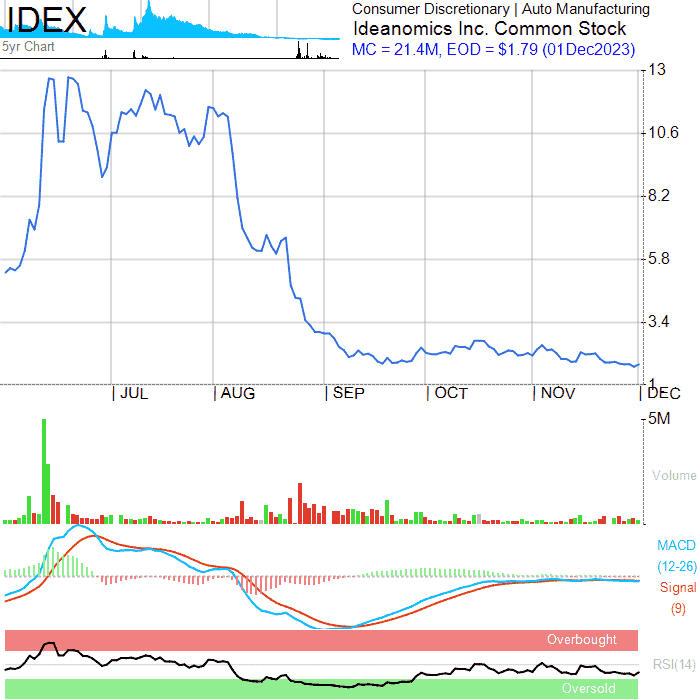 IDEX
5yr Chart
Consumer Discretionary | Auto Manufacturing
Ideanomics Inc. Common Stock
MC = 21.4M, EOD = $1.79 (01Dec2023)
13
10.6
8.2
5.8
3.4
1
| JUL | AUG | SEP | OCT | NOV | DEC
5M
Volume
MACD
(12-26)
Signal
(9)
Overbought
RSI(14)
Oversold